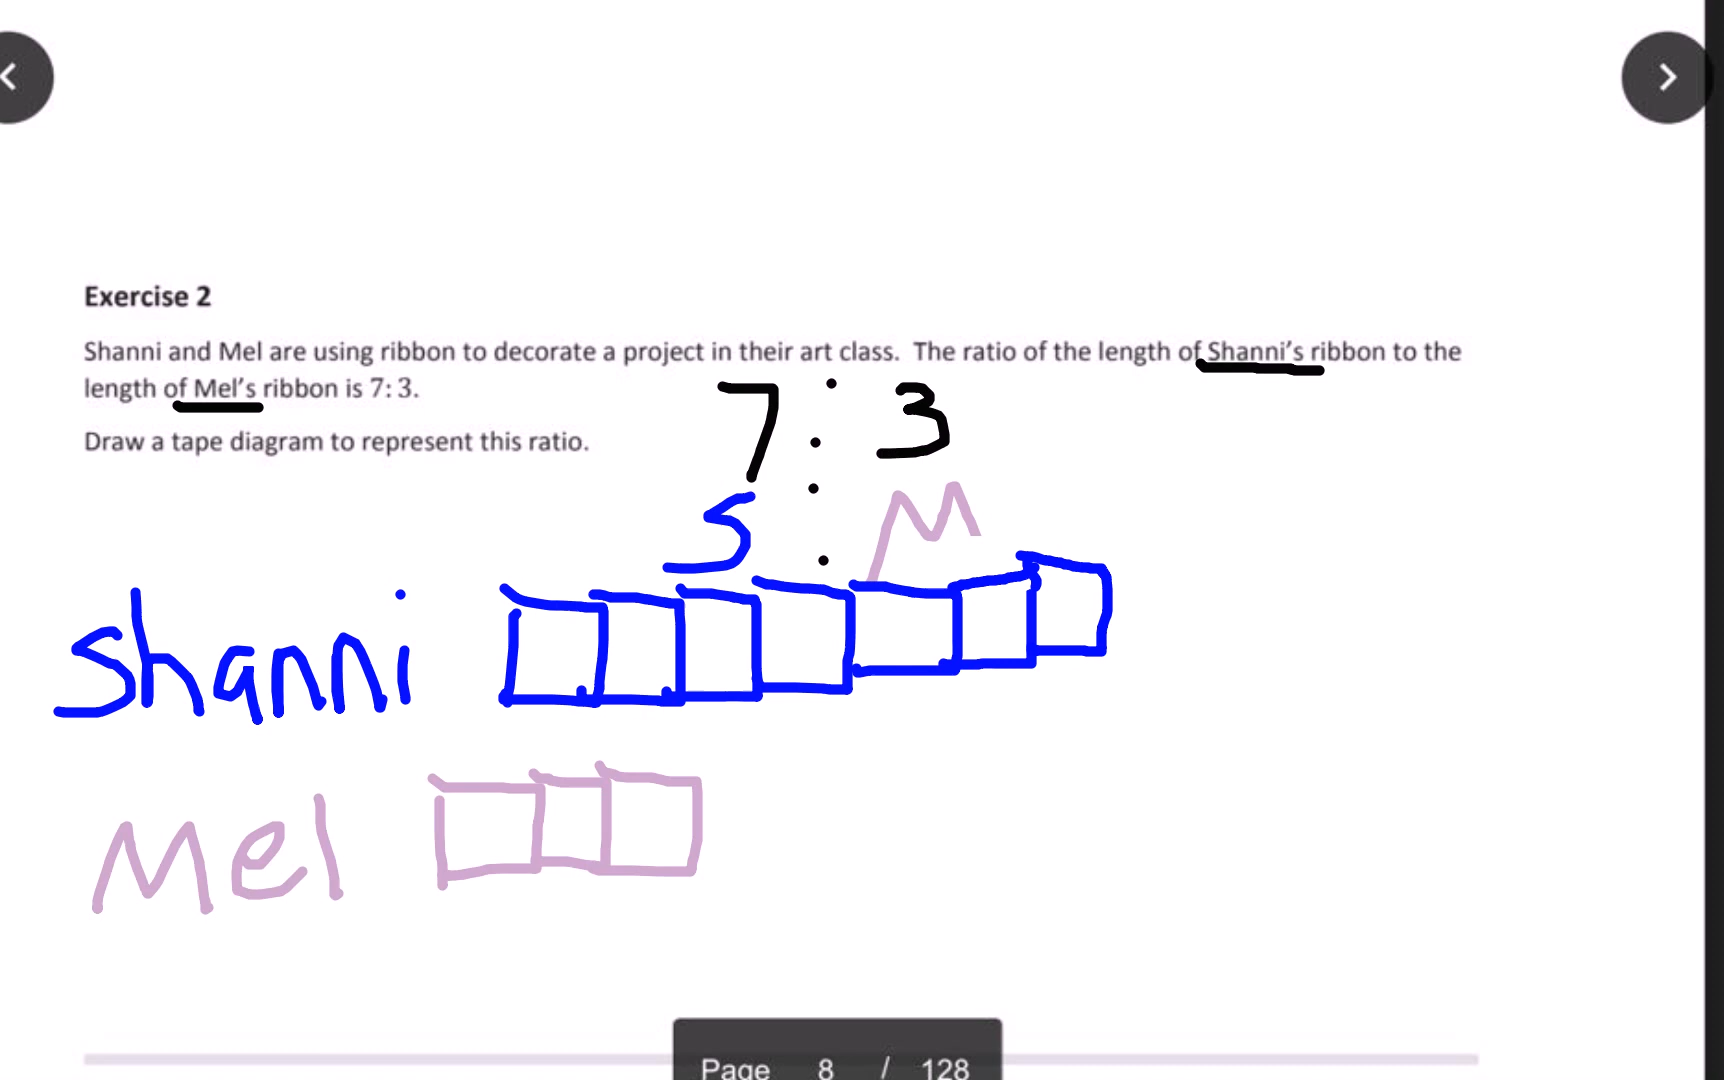 Exercise 2
Shanni and Mel are using ribbon to decorate a project in their art class. The ratio of the length of Shanni's ribbon to the
length of Mel's ribbon is 7: 3.
7 : 3
Draw a tape diagram to represent this ratio.
S : M
Shanni
Mel
Page 8 / 128